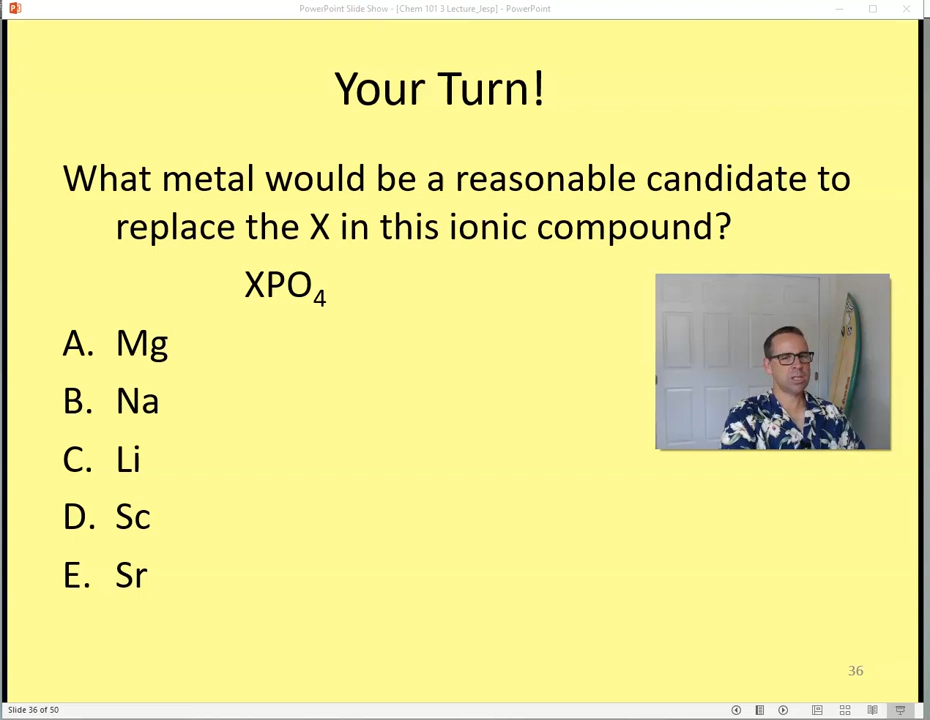 PowerPoint Slide Show - [Chem 101 3 Lecture_lesp] - PowerPoint
Your Turn!
What metal would be a reasonable candidate to
replace the X in this ionic compound?
XPO₄
A. Mg
B. Na
C. Li
D. Sc
E. Sr
36
Slide 36 of 50